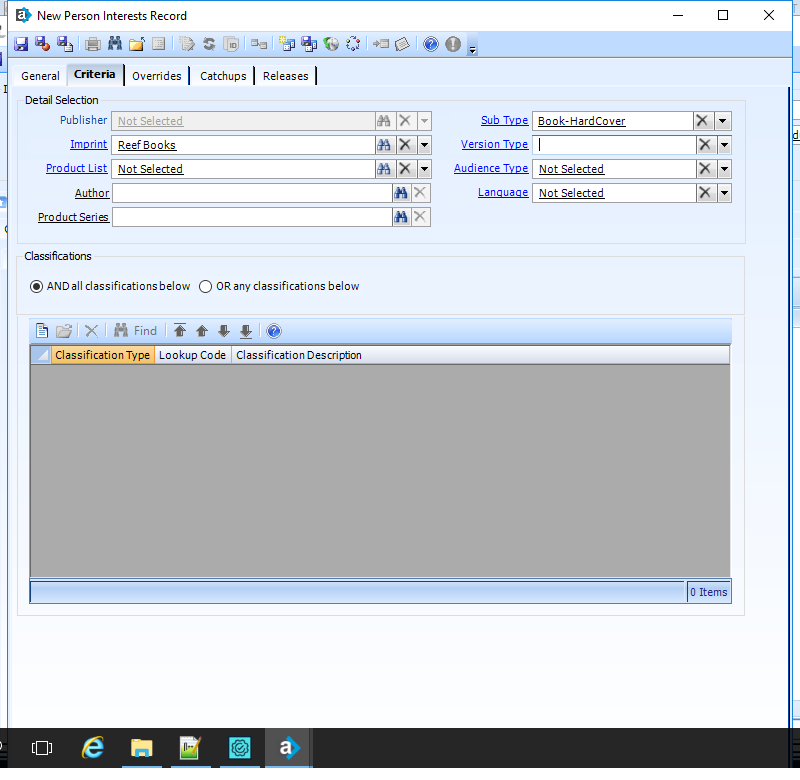 New Person Interests Record
General Criteria Overrides Catchups Releases
Detail Selection
Publisher Not Selected Sub Type Book-HardCover
Imprint Reef Books Version Type
Product List Not Selected Audience Type Not Selected
Author Language Not Selected
Product Series
Classifications
AND all classifications below OR any classifications below
Find
Classification Type Lookup Code Classification Description
0 Items